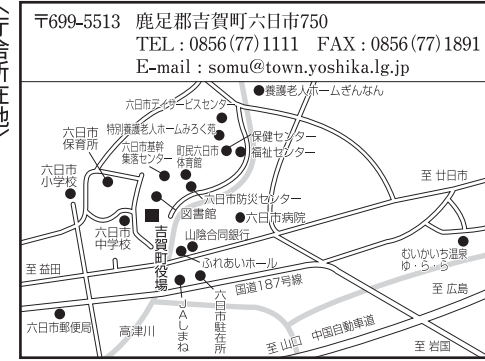 〈庁舎所在地〉
〒699-5513 鹿足郡吉賀町六日市750
TEL : 0856(77)1111 FAX : 0856(77)1891
E-mail : somu@town.yoshika.lg.jp
養護老人ホームぎんなん
六日市デイサービスセンター
特別養護老人ホームみろく苑
保健センター
福祉センター
六日市
保育所
六日市基幹
集落センター
町民六日市
体育館
六日市
小学校
至 廿日市
六日市防災センター
図書館
六日市病院
六日市
中学校
吉賀町役場
山陰合同銀行
ふれあいホール
むいかいち温泉
ゆ・ら・ら
至 益田
国道187号線
至 広島
JAしまね
六日市駐在所
六日市郵便局
高津川
至 山口
中国自動車道
至 岩国